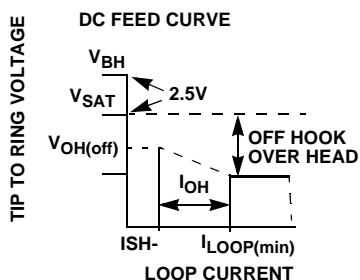 DC FEED CURVE
TIP TO RING VOLTAGE
VBH
2.5V
VSAT
VOH(off)
OFF HOOK
OVER HEAD
IOH
ISH-
ILOOP(min)
LOOP CURRENT